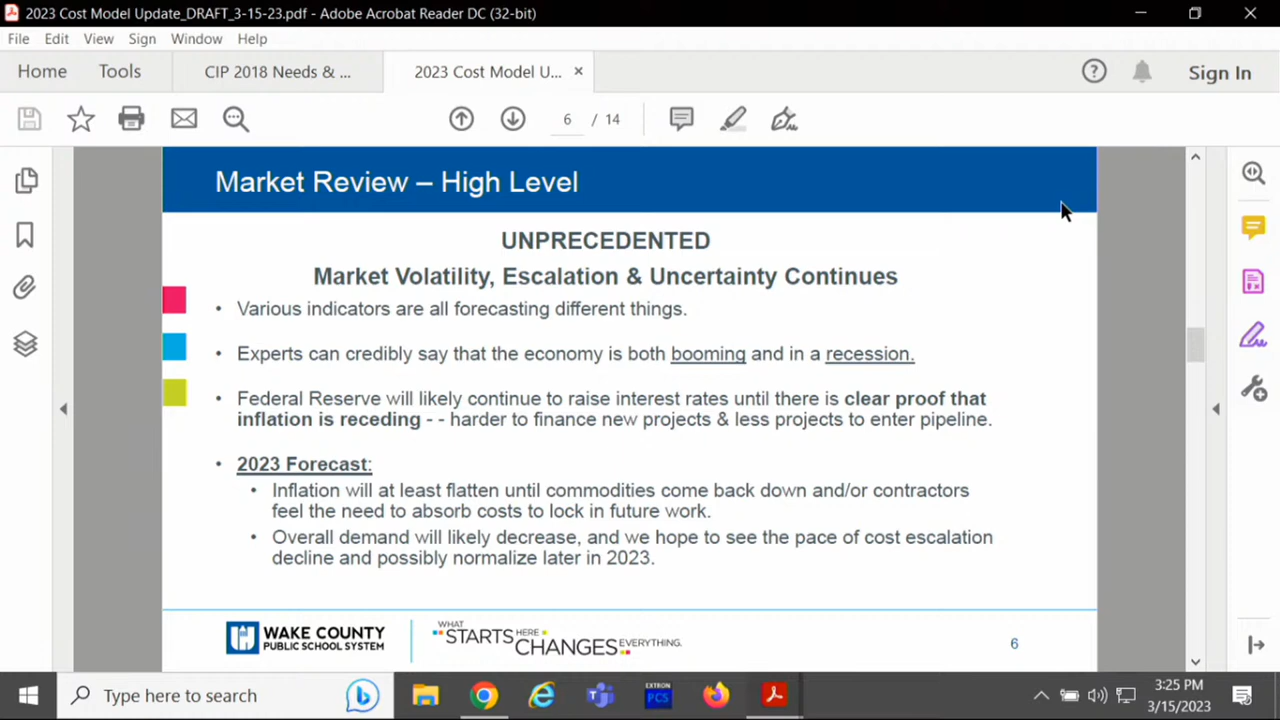 2023 Cost Model Update_DRAFT_3-15-23.pdf - Adobe Acrobat Reader DC (32-bit)
File Edit View Sign Window Help
Home Tools CIP 2018 Needs & ... 2023 Cost Model U... × Sign In
6 / 14
Market Review – High Level
UNPRECEDENTED
Market Volatility, Escalation & Uncertainty Continues
• Various indicators are all forecasting different things.
• Experts can credibly say that the economy is both booming and in a recession.
• Federal Reserve will likely continue to raise interest rates until there is clear proof that
inflation is receding - - harder to finance new projects & less projects to enter pipeline.
• 2023 Forecast:
• Inflation will at least flatten until commodities come back down and/or contractors
feel the need to absorb costs to lock in future work.
• Overall demand will likely decrease, and we hope to see the pace of cost escalation
decline and possibly normalize later in 2023.
WAKE COUNTY
PUBLIC SCHOOL SYSTEM
WHAT
STARTS HERE
CHANGES EVERYTHING.
6
Type here to search
EXTRON
PCS
3:25 PM
3/15/2023